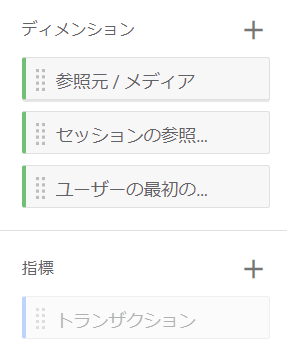 ディメンション
参照元 / メディア
セッションの参照...
ユーザーの最初の...
指標
トランザクション